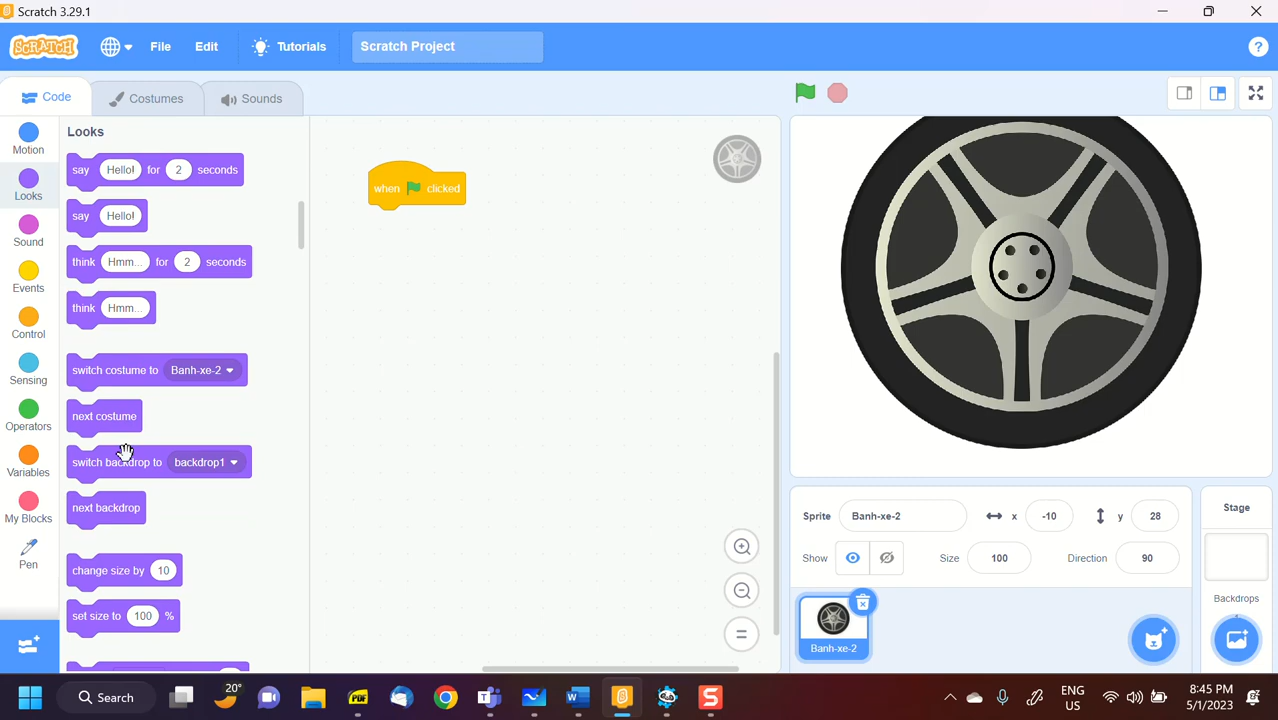 Scratch 3.29.1
SCRATCH File Edit Tutorials Scratch Project ?
Code Costumes Sounds
Motion
Looks
Sound
Events
Control
Sensing
Operators
Variables
My Blocks
Pen
Looks
say Hello! for 2 seconds
say Hello!
think Hmm... for 2 seconds
think Hmm...
switch costume to Banh-xe-2
next costume
switch backdrop to backdrop1
next backdrop
change size by 10
set size to 100 %
when clicked
Sprite Banh-xe-2 x -10 y 28
Show Size 100 Direction 90
Banh-xe-2
Stage
Backdrops
Search
20°
PDF
ENG
US
8:45 PM
5/1/2023